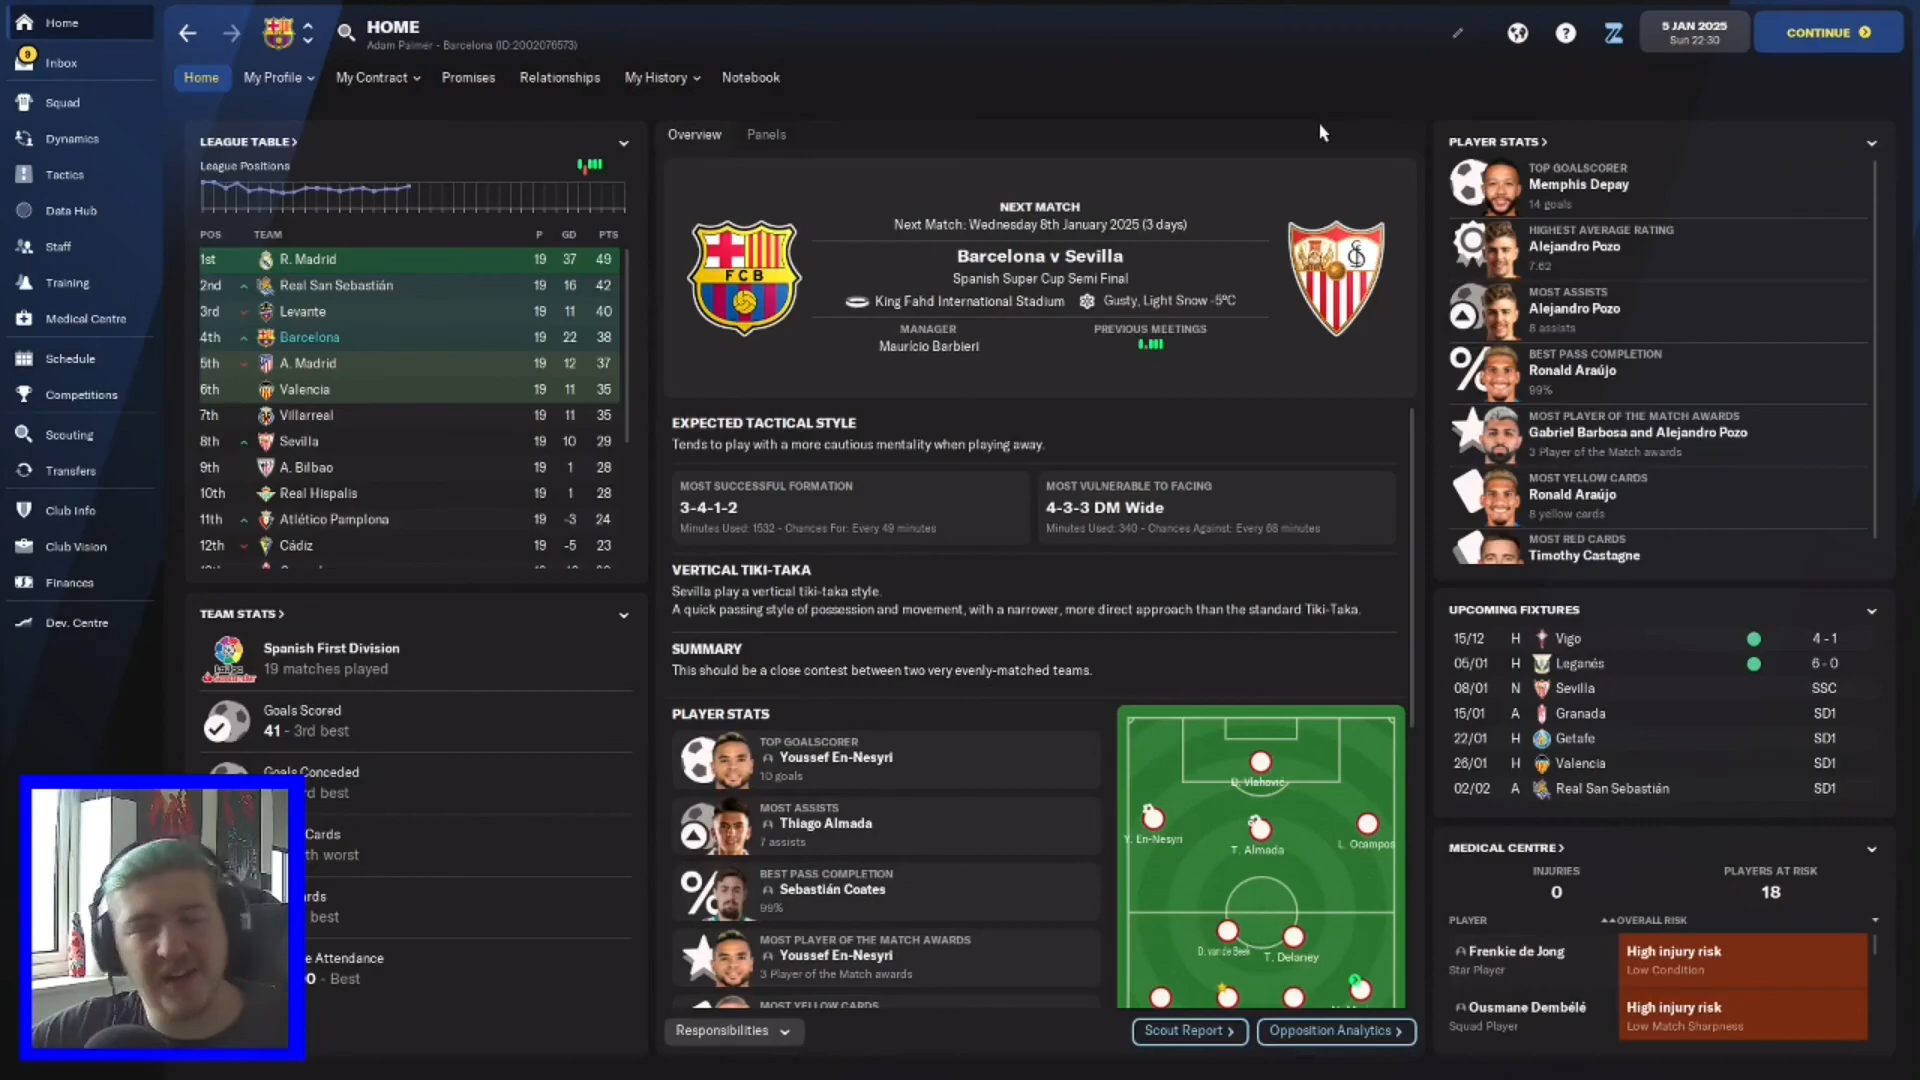 Home
9
Inbox
Squad
Dynamics
Tactics
Data Hub
Staff
Training
Medical Centre
Schedule
Competitions
Scouting
Transfers
Club Info
Club Vision
Finances
Dev. Centre
HOME
Adam Palmer - Barcelona (ID:2002076573)
5 JAN 2025
Sun 22:30
CONTINUE
Home
My Profile
My Contract
Promises
Relationships
My History
Notebook
LEAGUE TABLE >
League Positions
POS TEAM P GD PTS
1st R. Madrid 19 37 49
2nd Real San Sebastián 19 16 42
3rd Levante 19 11 40
4th Barcelona 19 22 38
5th A. Madrid 19 12 37
6th Valencia 19 11 35
7th Villarreal 19 11 35
8th Sevilla 19 10 29
9th A. Bilbao 19 1 28
10th Real Hispalis 19 1 28
11th Atlético Pamplona 19 -3 24
12th Cádiz 19 -5 23
TEAM STATS >
Spanish First Division
19 matches played
Goals Scored
41 - 3rd best
Goals Conceded
rd best
Cards
th worst
ards
best
e Attendance
0 - Best
Overview Panels
NEXT MATCH
Next Match: Wednesday 8th January 2025 (3 days)
Barcelona v Sevilla
Spanish Super Cup Semi Final
King Fahd International Stadium Gusty, Light Snow -5°C
MANAGER
Maurício Barbieri
PREVIOUS MEETINGS
FCB
EXPECTED TACTICAL STYLE
Tends to play with a more cautious mentality when playing away.
MOST SUCCESSFUL FORMATION
3-4-1-2
Minutes Used: 1532 - Chances For: Every 49 minutes
MOST VULNERABLE TO FACING
4-3-3 DM Wide
Minutes Used: 340 - Chances Against: Every 68 minutes
VERTICAL TIKI-TAKA
Sevilla play a vertical tiki-taka style.
A quick passing style of possession and movement, with a narrower, more direct approach than the standard Tiki-Taka.
SUMMARY
This should be a close contest between two very evenly-matched teams.
PLAYER STATS
TOP GOALSCORER
Youssef En-Nesyri
10 goals
MOST ASSISTS
Thiago Almada
7 assists
BEST PASS COMPLETION
Sebastián Coates
99%
MOST PLAYER OF THE MATCH AWARDS
Youssef En-Nesyri
3 Player of the Match awards
MOST YELLOW CARDS
D. Vlahović
Y. En-Nesyri
T. Almada
L. Ocampos
D. van de Beek
T. Delaney
Responsibilities
Scout Report >
Opposition Analytics >
PLAYER STATS >
TOP GOALSCORER
Memphis Depay
14 goals
HIGHEST AVERAGE RATING
Alejandro Pozo
7.62
MOST ASSISTS
Alejandro Pozo
8 assists
BEST PASS COMPLETION
Ronald Araújo
99%
MOST PLAYER OF THE MATCH AWARDS
Gabriel Barbosa and Alejandro Pozo
3 Player of the Match awards
MOST YELLOW CARDS
Ronald Araújo
8 yellow cards
MOST RED CARDS
Timothy Castagne
UPCOMING FIXTURES
15/12 H Vigo 4 - 1
05/01 H Leganés 6 - 0
08/01 N Sevilla SSC
15/01 A Granada SD1
22/01 H Getafe SD1
26/01 H Valencia SD1
02/02 A Real San Sebastián SD1
MEDICAL CENTRE >
INJURIES
0
PLAYERS AT RISK
18
PLAYER OVERALL RISK
Frenkie de Jong
Star Player
High injury risk
Low Condition
Ousmane Dembélé
Squad Player
High injury risk
Low Match Sharpness